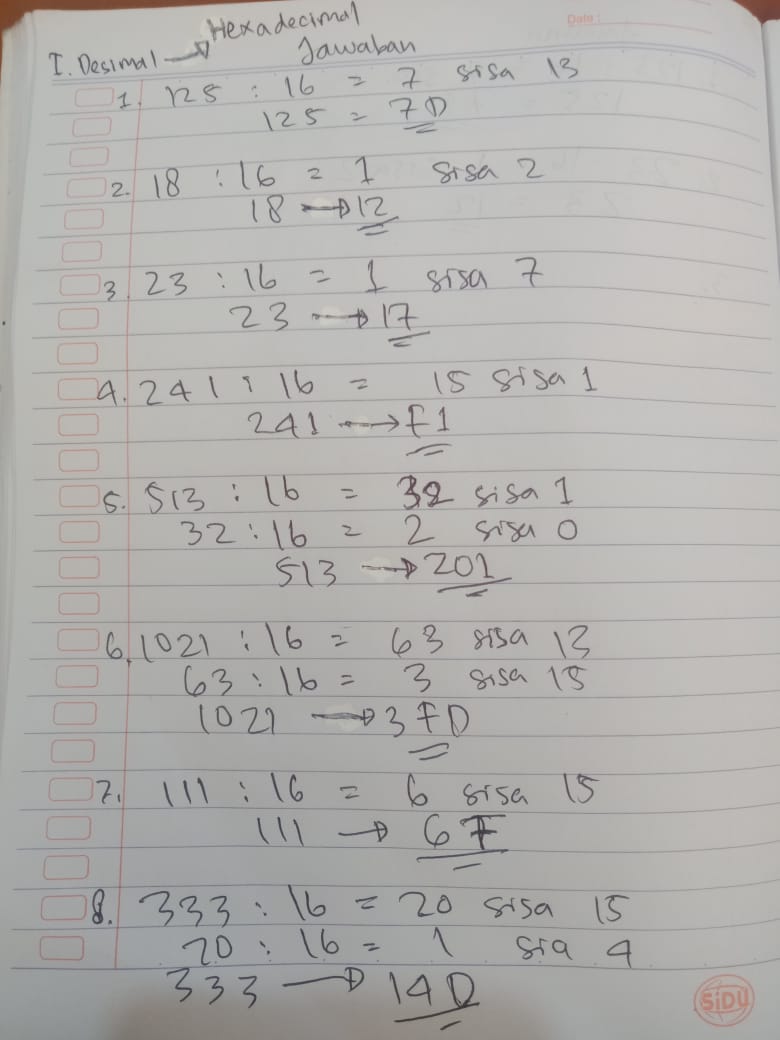 Hexadecimal
Date :
I. Desimal → Jawaban
1. 125 : 16 = 7 sisa 13
125 = 7D
2. 18 : 16 = 1 sisa 2
18 → 12
3. 23 : 16 = 1 sisa 7
23 → 17
4. 241 : 16 = 15 sisa 1
241 → F1
5. 513 : 16 = 32 sisa 1
32 : 16 = 2 sisa 0
513 → 201
6. 1021 : 16 = 63 sisa 13
63 : 16 = 3 sisa 15
1021 → 3FD
7. 111 : 16 = 6 sisa 15
111 → 6F
8. 333 : 16 = 20 sisa 15
20 : 16 = 1 sia 4
333 → 14D
SiDU